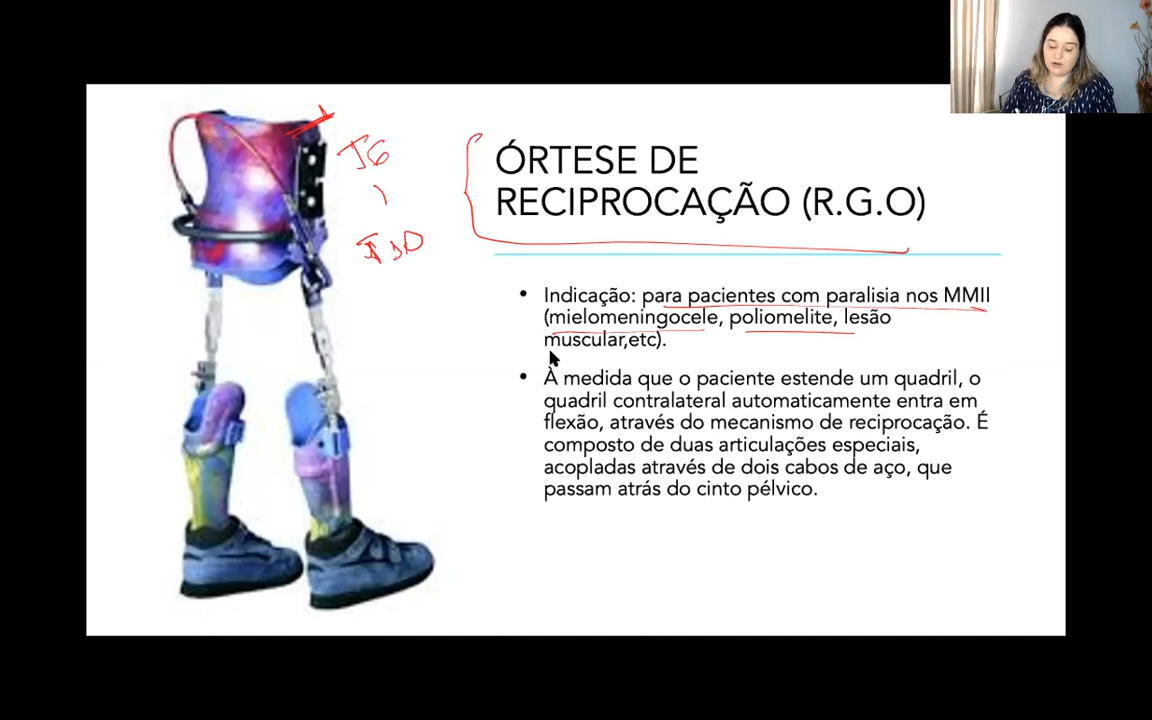 ÓRTESE DE
RECIPROCAÇÃO (R.G.O)
• Indicação: para pacientes com paralisia nos MMII
(mielomeningocele, poliomelite, lesão
muscular,etc).
• À medida que o paciente estende um quadril, o
quadril contralateral automaticamente entra em
flexão, através do mecanismo de reciprocação. É
composto de duas articulações especiais,
acopladas através de dois cabos de aço, que
passam atrás do cinto pélvico.